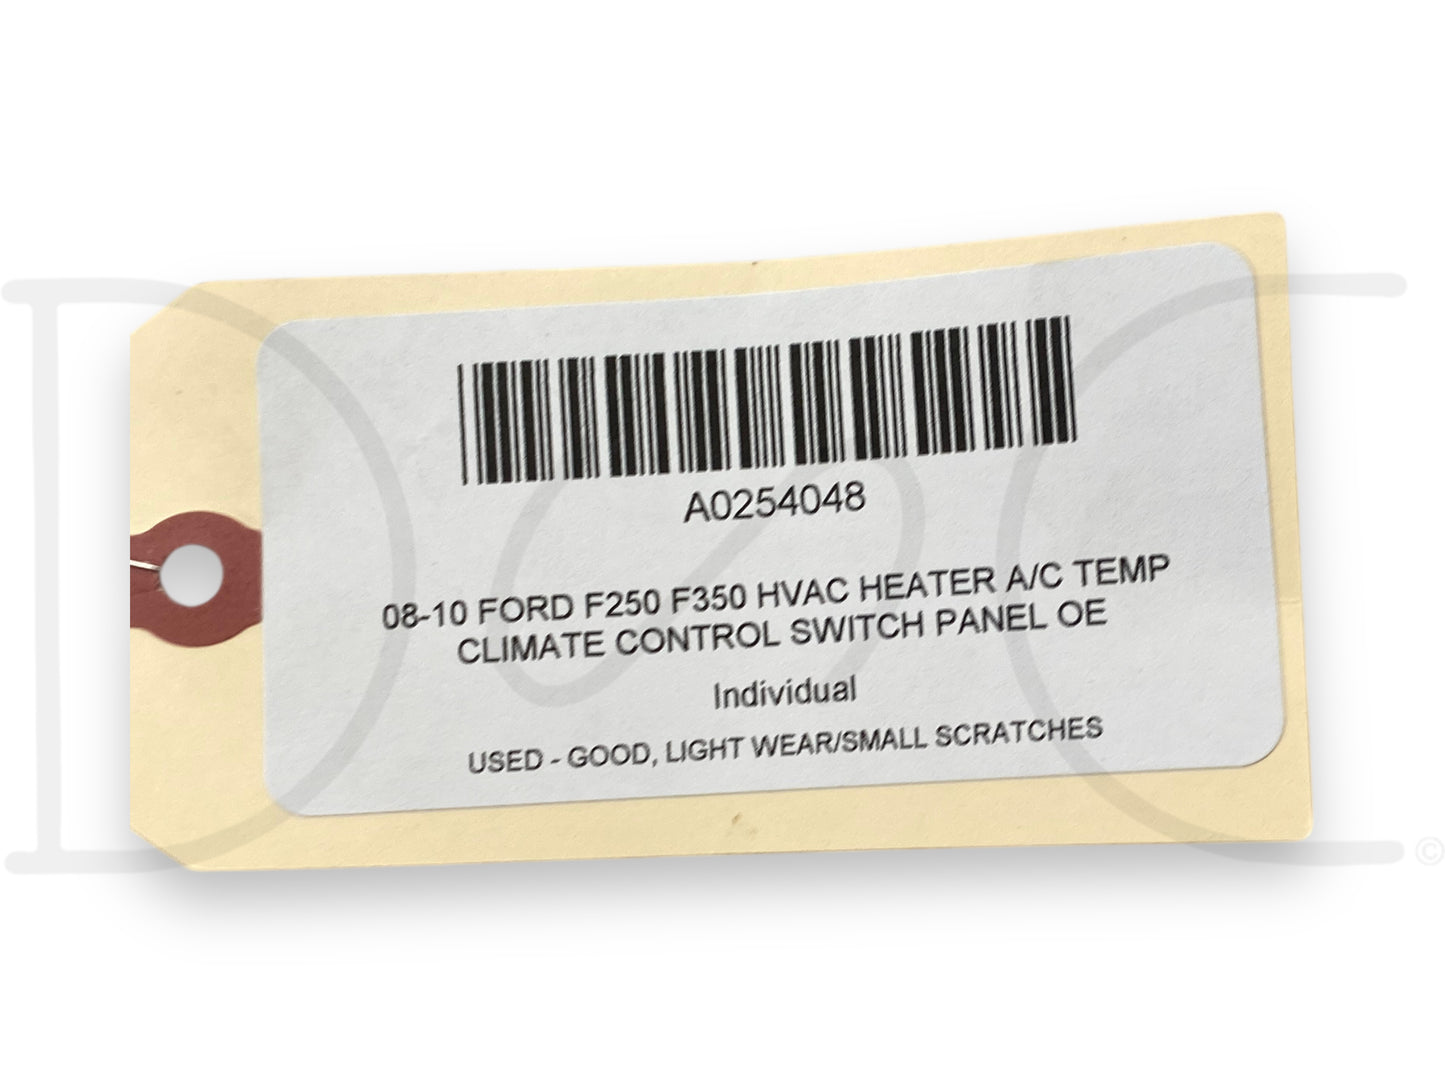 A0254048
08-10 FORD F250 F350 HVAC HEATER A/C TEMP
CLIMATE CONTROL SWITCH PANEL OE
Individual
USED - GOOD, LIGHT WEAR/SMALL SCRATCHES
©